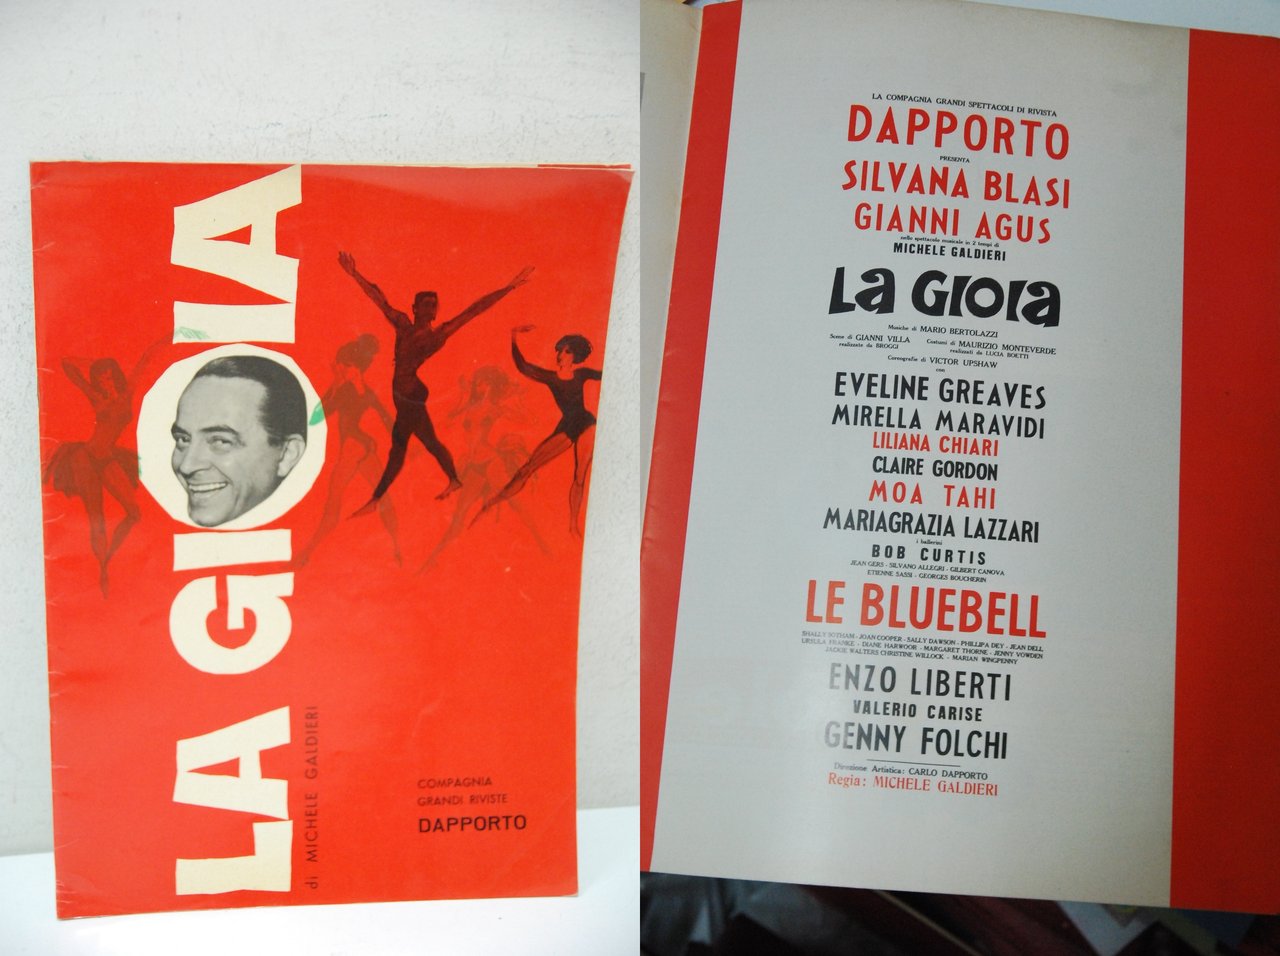 LA GIOIA
di MICHELE GALDIERI
COMPAGNIA
GRANDI RIVISTE
DAPPORTO
LA COMPAGNIA GRANDI SPETTACOLI DI RIVISTA
DAPPORTO
PRESENTA
SILVANA BLASI
GIANNI AGUS
nello spettacolo musicale in 2 tempi di
MICHELE GALDIERI
LA GIOIA
Musiche di MARIO BERTOLAZZI
Scene di GIANNI VILLA Costumi di MAURIZIO MONTEVERDE
realizzate da BROGGI realizzati da LUCIA BOETTI
Coreografie di VICTOR UPSHAW
con
EVELINE GREAVES
MIRELLA MARAVIDI
LILIANA CHIARI
CLAIRE GORDON
MOA TAHI
MARIAGRAZIA LAZZARI
i ballerini
BOB CURTIS
JEAN GERS - SILVANO ALLEGRI - GILBERT CANOVA
ETIENNE SASSI - GEORGES BOUCHERIN
LE BLUEBELL
SHALLY BOTHAM - JOAN COOPER - SALLY DAWSON - PHILLIPA DEY - JEAN DELL
URSULA FRANKE - DIANE HARWOOR - MARGARET THORNE - JENNY VOWDEN
JACKIE WALTERS CHRISTINE WILLOCK - MARIAN WINGPENNY
ENZO LIBERTI
VALERIO CARISE
GENNY FOLCHI
Direzione Artistica: CARLO DAPPORTO
Regia: MICHELE GALDIERI